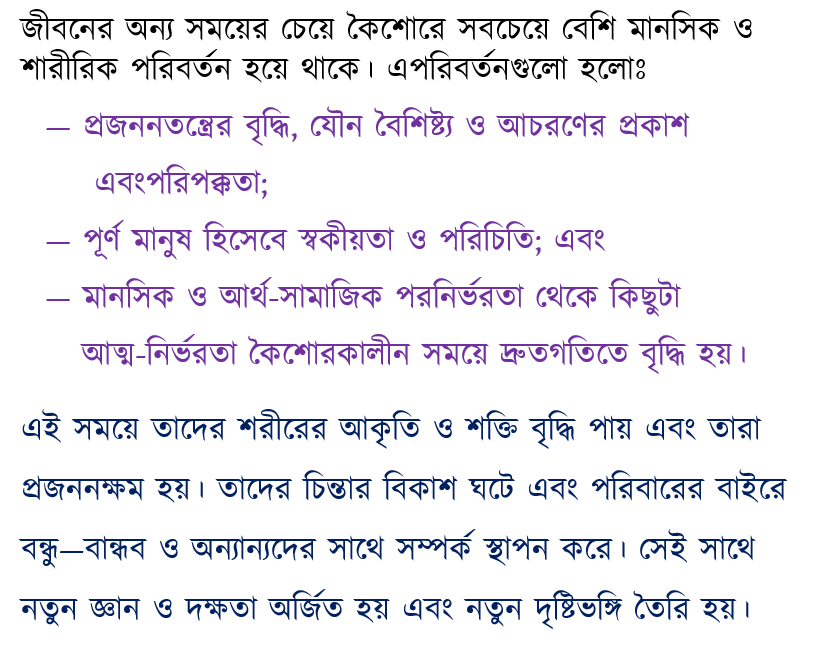 জীবনের অন্য সময়ের চেয়ে কৈশোরে সবচেয়ে বেশি মানসিক ও
শারীরিক পরিবর্তন হয়ে থাকে। এপরিবর্তনগুলো হলোঃ
– প্রজননতন্ত্রের বৃদ্ধি, যৌন বৈশিষ্ট্য ও আচরণের প্রকাশ
এবংপরিপক্কতা;
– পূর্ণ মানুষ হিসেবে স্বকীয়তা ও পরিচিতি; এবং
– মানসিক ও আর্থ-সামাজিক পরনির্ভরতা থেকে কিছুটা
আত্ম-নির্ভরতা কৈশোরকালীন সময়ে দ্রুতগতিতে বৃদ্ধি হয়।
এই সময়ে তাদের শরীরের আকৃতি ও শক্তি বৃদ্ধি পায় এবং তারা
প্রজননক্ষম হয়। তাদের চিন্তার বিকাশ ঘটে এবং পরিবারের বাইরে
বন্ধু—বান্ধব ও অন্যান্যদের সাথে সম্পর্ক স্থাপন করে। সেই সাথে
নতুন জ্ঞান ও দক্ষতা অর্জিত হয় এবং নতুন দৃষ্টিভঙ্গি তৈরি হয়।